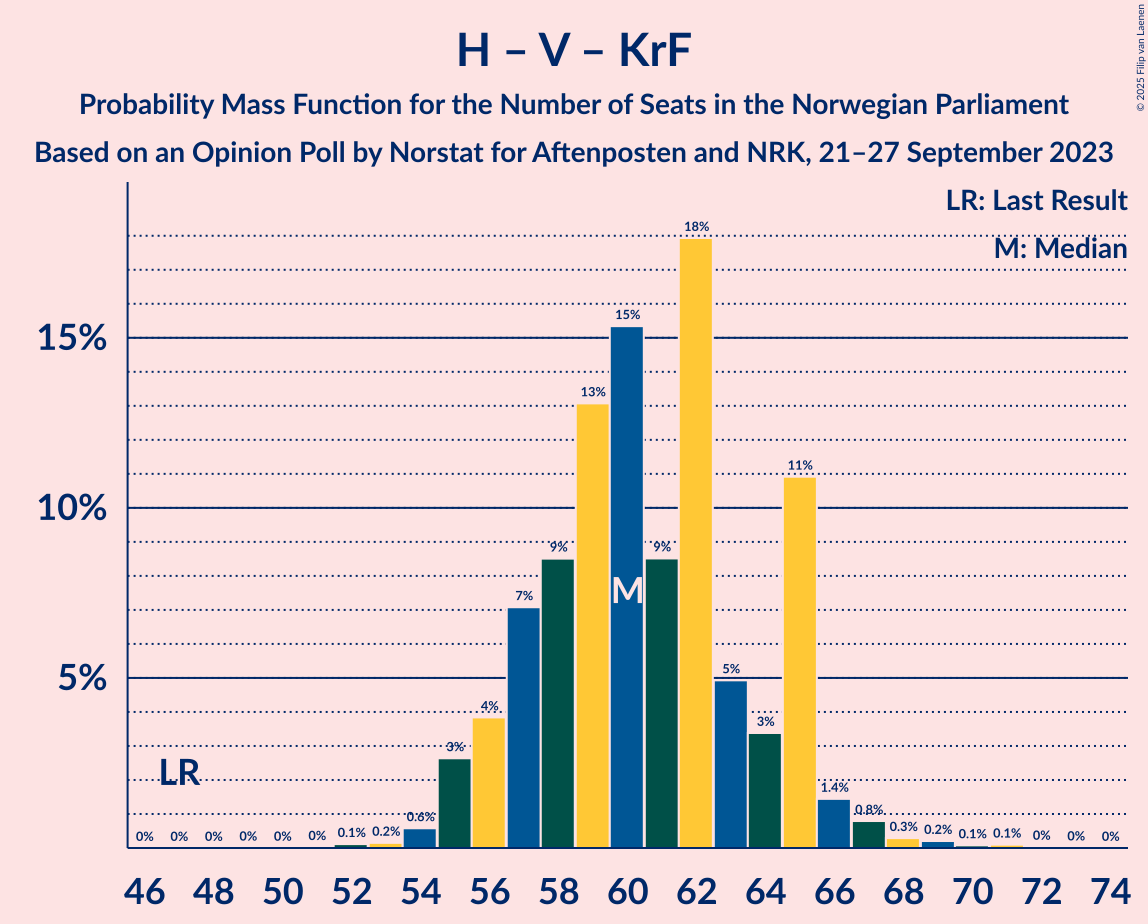 H – V – KrF
Probability Mass Function for the Number of Seats in the Norwegian Parliament
Based on an Opinion Poll by Norstat for Aftenposten and NRK, 21–27 September 2023
© 2025 Filip van Laenen
LR: Last Result
M: Median
15%
10%
5%
LR
M
0% 0% 0% 0% 0% 0% 0.1% 0.2% 0.6% 3% 4% 7% 9% 13% 15% 9% 18% 5% 3% 11% 1.4% 0.8% 0.3% 0.2% 0.1% 0.1% 0% 0% 0%
46 48 50 52 54 56 58 60 62 64 66 68 70 72 74